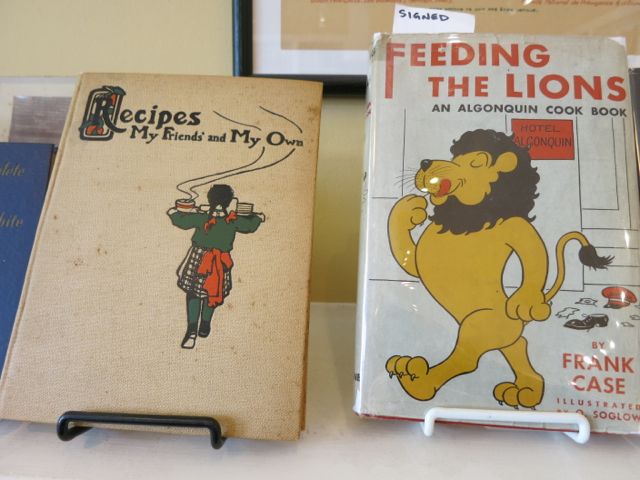 SIGNED
Recipes
My Friends' and My Own
FEEDING
THE LIONS
AN ALGONQUIN COOK BOOK
HOTEL
ALGONQUIN
BY
FRANK
CASE
ILLUSTRATED
BY O. SOGLOW